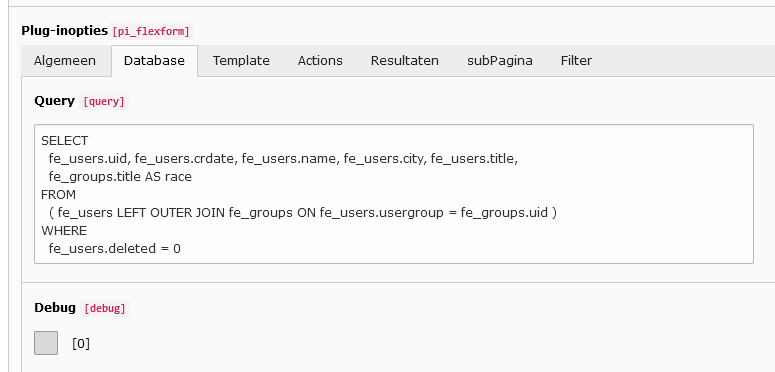 Plug-inopties [pi_flexform]
Algemeen Database Template Actions Resultaten subPagina Filter
Query [query]
SELECT
fe_users.uid, fe_users.crdate, fe_users.name, fe_users.city, fe_users.title,
fe_groups.title AS race
FROM
( fe_users LEFT OUTER JOIN fe_groups ON fe_users.usergroup = fe_groups.uid )
WHERE
fe_users.deleted = 0
Debug [debug]
[0]